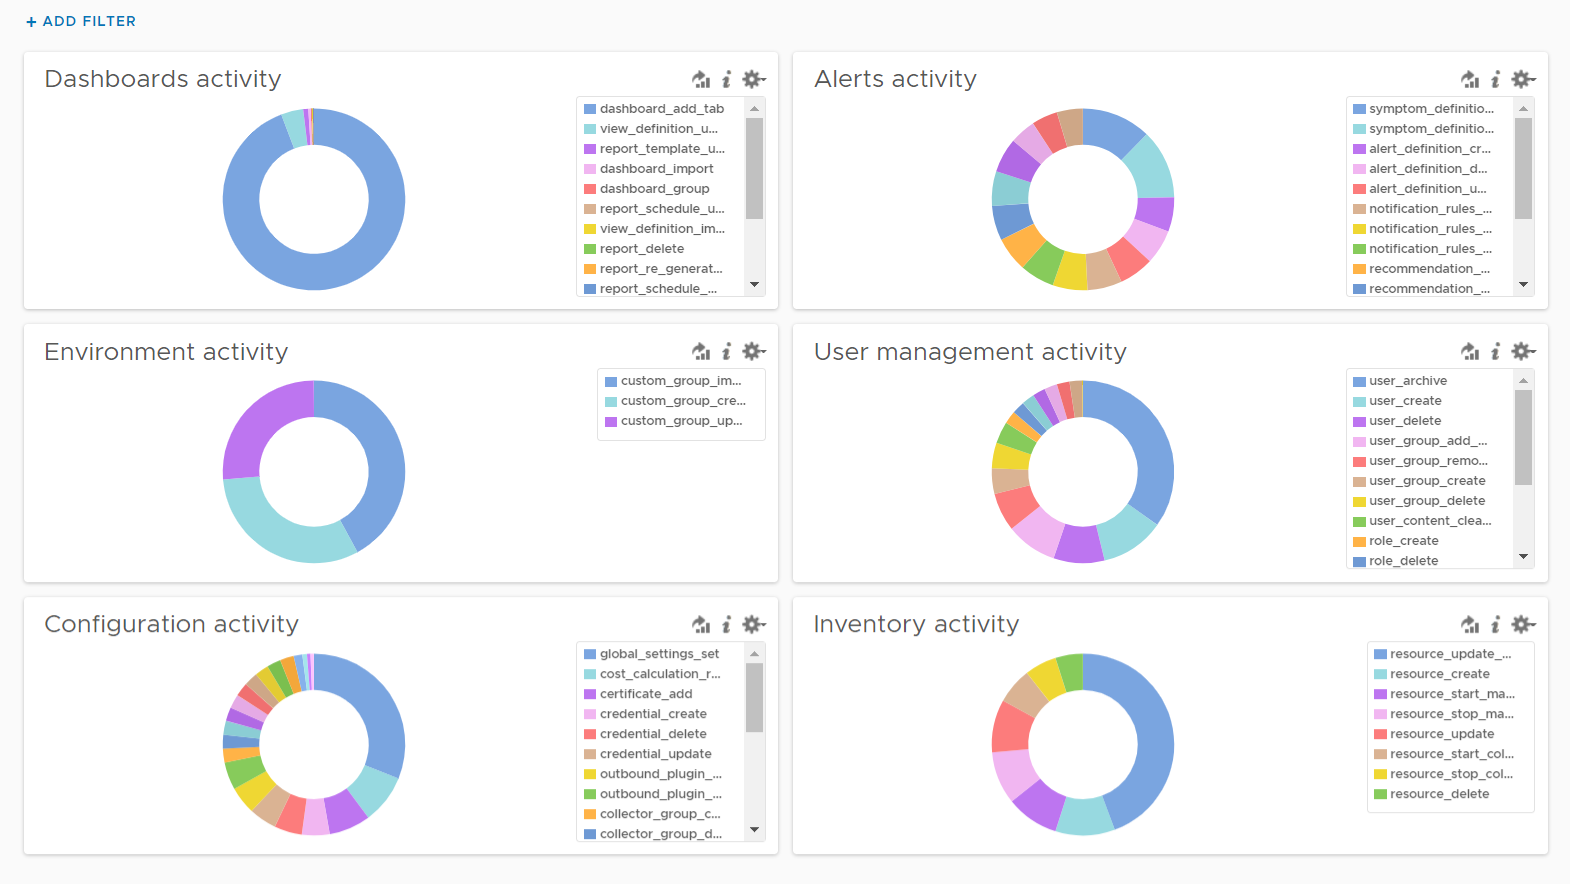 + ADD FILTER
Dashboards activity
dashboard_add_tab
view_definition_u...
report_template_u...
dashboard_import
dashboard_group
report_schedule_u...
view_definition_im...
report_delete
report_re_generat...
report_schedule_...
Alerts activity
symptom_definitio...
symptom_definitio...
alert_definition_cr...
alert_definition_d...
alert_definition_u...
notification_rules_...
notification_rules_...
notification_rules_...
recommendation_...
recommendation_...
Environment activity
custom_group_im...
custom_group_cre...
custom_group_up...
User management activity
user_archive
user_create
user_delete
user_group_add_...
user_group_remo...
user_group_create
user_group_delete
user_content_clea...
role_create
role_delete
Configuration activity
global_settings_set
cost_calculation_r...
certificate_add
credential_create
credential_delete
credential_update
outbound_plugin_...
outbound_plugin_...
collector_group_c...
collector_group_d...
Inventory activity
resource_update_...
resource_create
resource_start_ma...
resource_stop_ma...
resource_update
resource_start_col...
resource_stop_col...
resource_delete